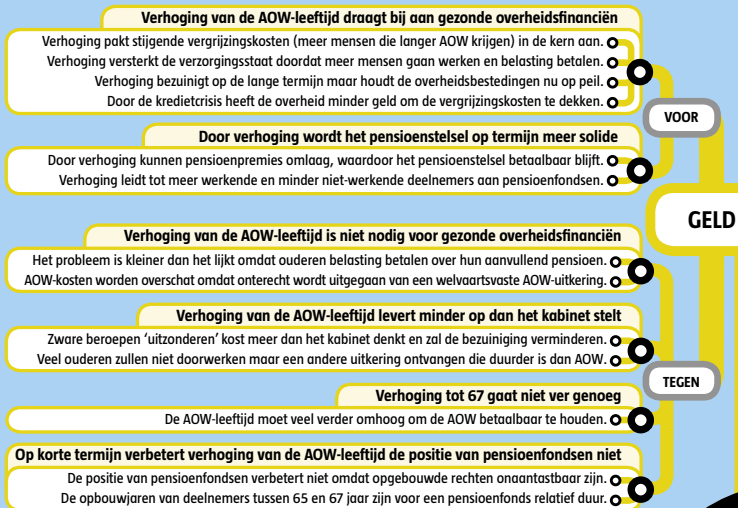 Verhoging van de AOW-leeftijd draagt bij aan gezonde overheidsfinanciën
Verhoging pakt stijgende vergrijzingskosten (meer mensen die langer AOW krijgen) in de kern aan.
Verhoging versterkt de verzorgingsstaat doordat meer mensen gaan werken en belasting betalen.
Verhoging bezuinigt op de lange termijn maar houdt de overheidsbestedingen nu op peil.
Door de kredietcrisis heeft de overheid minder geld om de vergrijzingskosten te dekken.
VOOR
Door verhoging wordt het pensioenstelsel op termijn meer solide
Door verhoging kunnen pensioenpremies omlaag, waardoor het pensioenstelsel betaalbaar blijft.
Verhoging leidt tot meer werkende en minder niet-werkende deelnemers aan pensioenfondsen.
GELD
Verhoging van de AOW-leeftijd is niet nodig voor gezonde overheidsfinanciën
Het probleem is kleiner dan het lijkt omdat ouderen belasting betalen over hun aanvullend pensioen.
AOW-kosten worden overschat omdat onterecht wordt uitgegaan van een welvaartsvaste AOW-uitkering.
Verhoging van de AOW-leeftijd levert minder op dan het kabinet stelt
Zware beroepen ‘uitzonderen’ kost meer dan het kabinet denkt en zal de bezuiniging verminderen.
Veel ouderen zullen niet doorwerken maar een andere uitkering ontvangen die duurder is dan AOW.
TEGEN
Verhoging tot 67 gaat niet ver genoeg
De AOW-leeftijd moet veel verder omhoog om de AOW betaalbaar te houden.
Op korte termijn verbetert verhoging van de AOW-leeftijd de positie van pensioenfondsen niet
De positie van pensioenfondsen verbetert niet omdat opgebouwde rechten onaantastbaar zijn.
De opbouwjaren van deelnemers tussen 65 en 67 jaar zijn voor een pensioenfonds relatief duur.